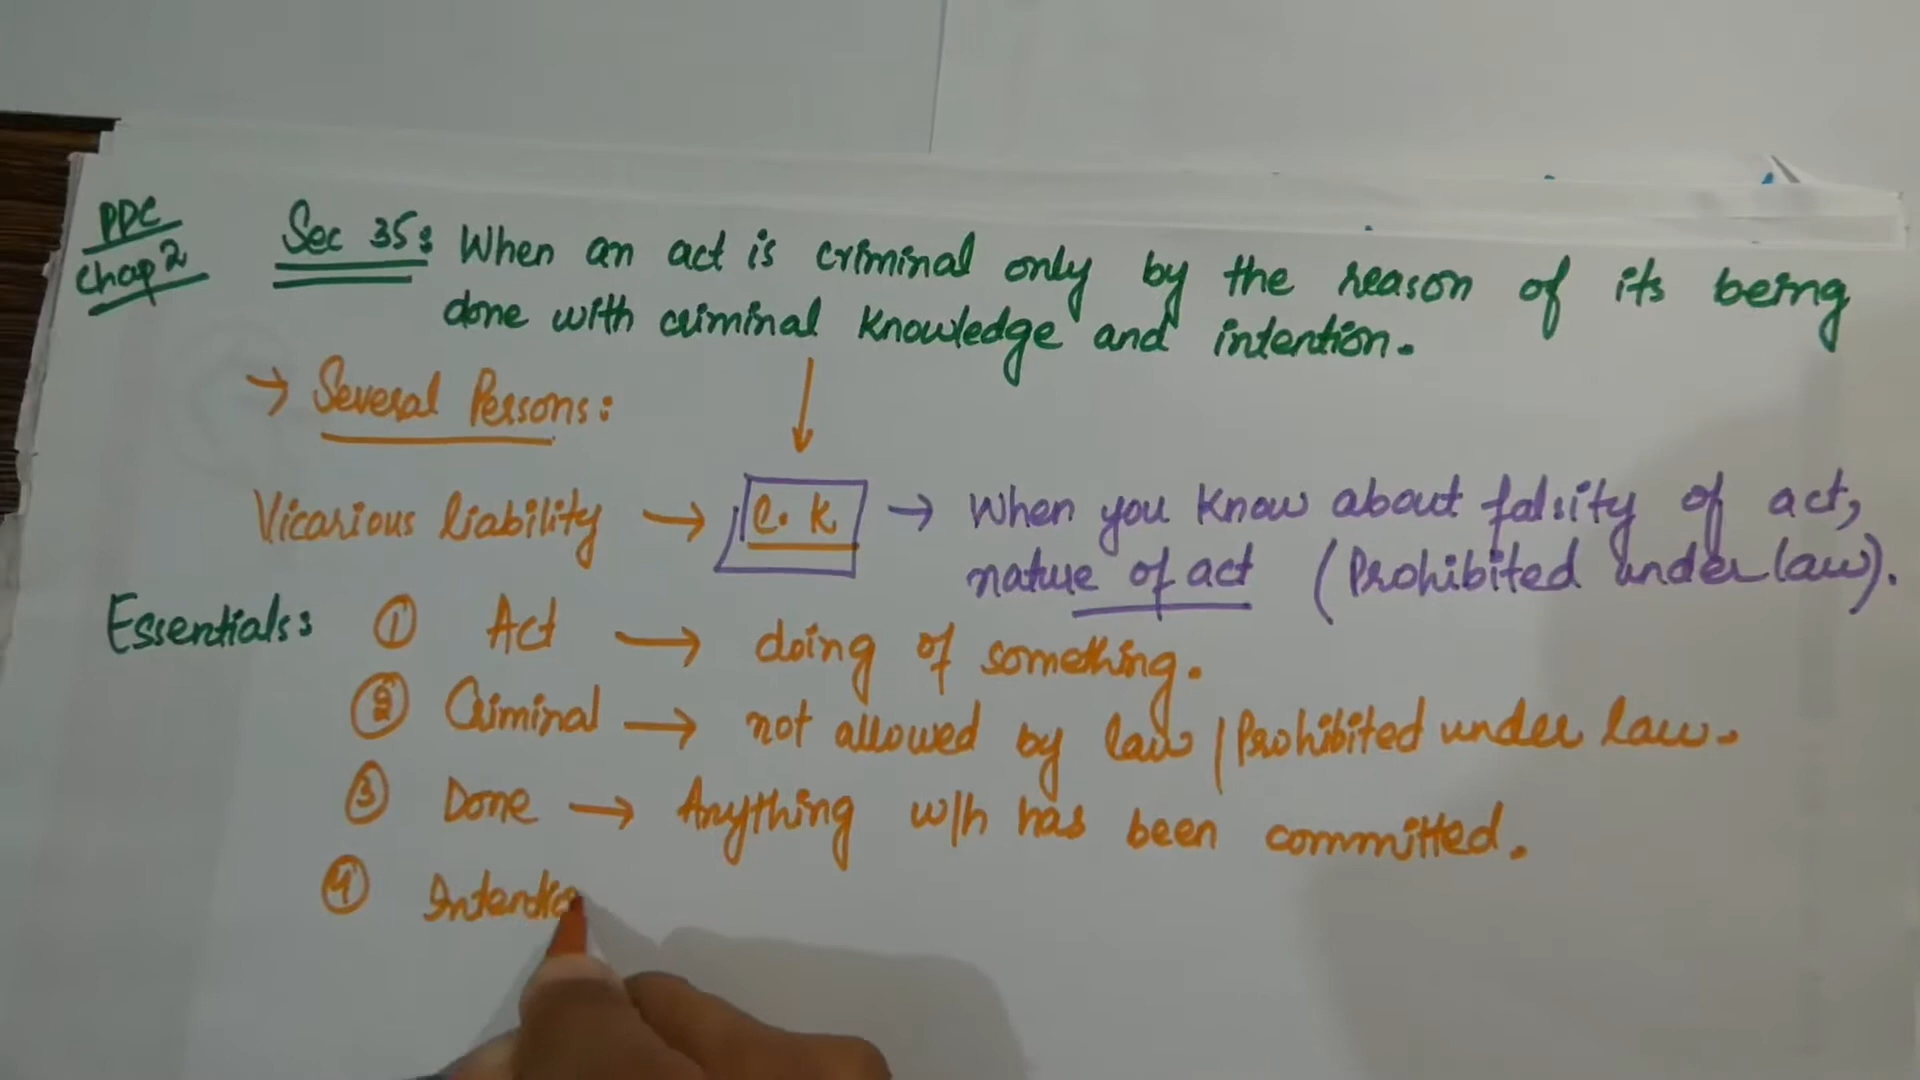 PPC
Chap 2
Sec 35: When an act is criminal only by the reason of its being
done with criminal knowledge and intention.
→ Several Persons:
Vicarious liability → C.K → When you know about falsity of act,
nature of act (Prohibited under law).
Essentials: ① Act → doing of something.
② Criminal → not allowed by law / Prohibited under law.
③ Done → Anything w/h has been committed.
④ Intentio